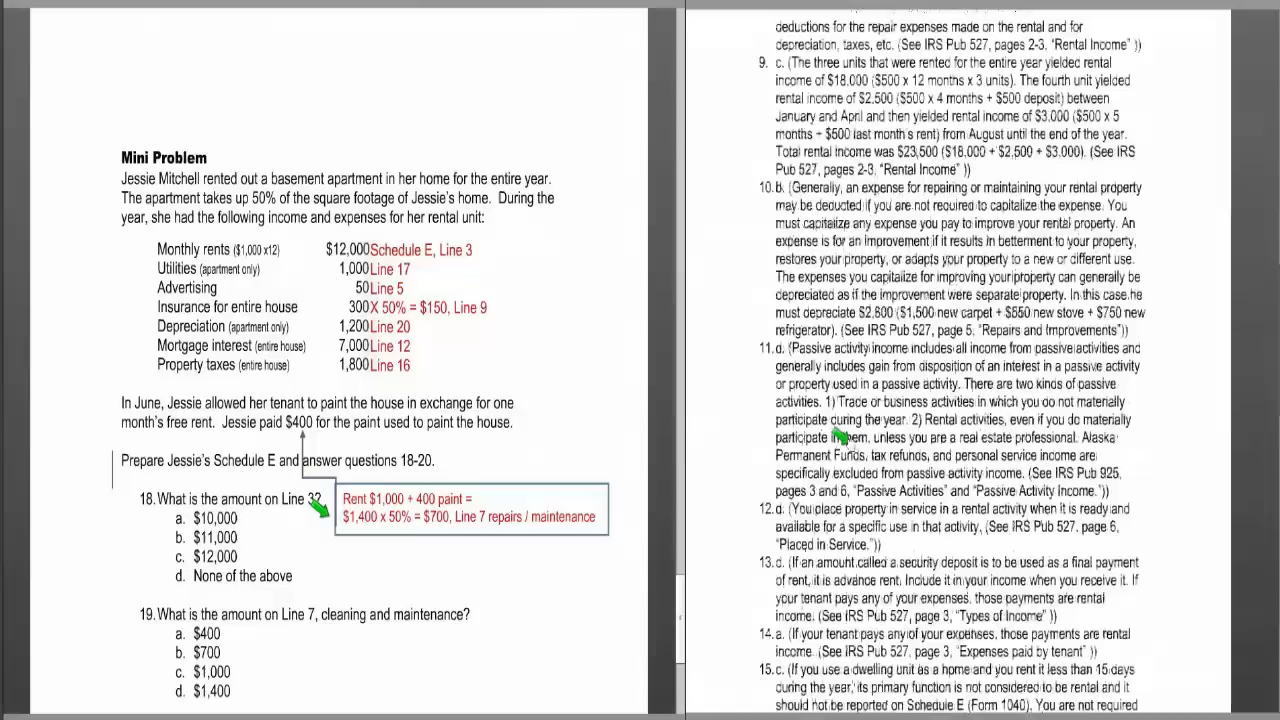 Mini Problem
Jessie Mitchell rented out a basement apartment in her home for the entire year.
The apartment takes up 50% of the square footage of Jessie's home. During the
year, she had the following income and expenses for her rental unit:
Monthly rents ($1,000 x12) $12,000 Schedule E, Line 3
Utilities (apartment only) 1,000 Line 17
Advertising 50 Line 5
Insurance for entire house 300 X 50% = $150, Line 9
Depreciation (apartment only) 1,200 Line 20
Mortgage interest (entire house) 7,000 Line 12
Property taxes (entire house) 1,800 Line 16
In June, Jessie allowed her tenant to paint the house in exchange for one
month's free rent. Jessie paid $400 for the paint used to paint the house.
Prepare Jessie's Schedule E and answer questions 18-20.
18. What is the amount on Line 3?
a. $10,000
b. $11,000
c. $12,000
d. None of the above
Rent $1,000 + 400 paint =
$1,400 x 50% = $700, Line 7 repairs / maintenance
19. What is the amount on Line 7, cleaning and maintenance?
a. $400
b. $700
c. $1,000
d. $1,400
deductions for the repair expenses made on the rental and for
depreciation, taxes, etc. (See IRS Pub 527, pages 2-3, "Rental Income" ))
9. c. (The three units that were rented for the entire year yielded rental
income of $18,000 ($500 x 12 months x 3 units). The fourth unit yielded
rental income of $2,500 ($500 x 4 months + $500 deposit) between
January and April and then yielded rental income of $3,000 ($500 x 5
months + $500 last month's rent) from August until the end of the year.
Total rental income was $23,500 ($18,000 + $2,500 + $3,000). (See IRS
Pub 527, pages 2-3, "Rental Income" ))
10. b. (Generally, an expense for repairing or maintaining your rental property
may be deducted if you are not required to capitalize the expense. You
must capitalize any expense you pay to improve your rental property. An
expense is for an improvement if it results in betterment to your property,
restores your property, or adapts your property to a new or different use.
The expenses you capitalize for improving your property can generally be
depreciated as if the improvement were separate property. In this case he
must depreciate $2,800 ($1,500 new carpet + $550 new stove + $750 new
refrigerator). (See IRS Pub 527, page 5, "Repairs and Improvements"))
11. d. (Passive activity income includes all income from passive activities and
generally includes gain from disposition of an interest in a passive activity
or property used in a passive activity. There are two kinds of passive
activities. 1) Trade or business activities in which you do not materially
participate during the year. 2) Rental activities, even if you do materially
participate in them, unless you are a real estate professional. Alaska
Permanent Funds, tax refunds, and personal service income are
specifically excluded from passive activity income. (See IRS Pub 925,
pages 3 and 6, "Passive Activities" and "Passive Activity Income."))
12. d. (You place property in service in a rental activity when it is ready and
available for a specific use in that activity, (See IRS Pub 527, page 6,
"Placed in Service."))
13. d. (If an amount called a security deposit is to be used as a final payment
of rent, it is advance rent. Include it in your income when you receive it. If
your tenant pays any of your expenses, those payments are rental
income. (See IRS Pub 527, page 3, "Types of Income" ))
14. a. (If your tenant pays any of your expenses, those payments are rental
income. (See IRS Pub 527, page 3, "Expenses paid by tenant" ))
15. c. (If you use a dwelling unit as a home and you rent it less than 15 days
during the year, its primary function is not considered to be rental and it
should not be reported on Schedule E (Form 1040). You are not required